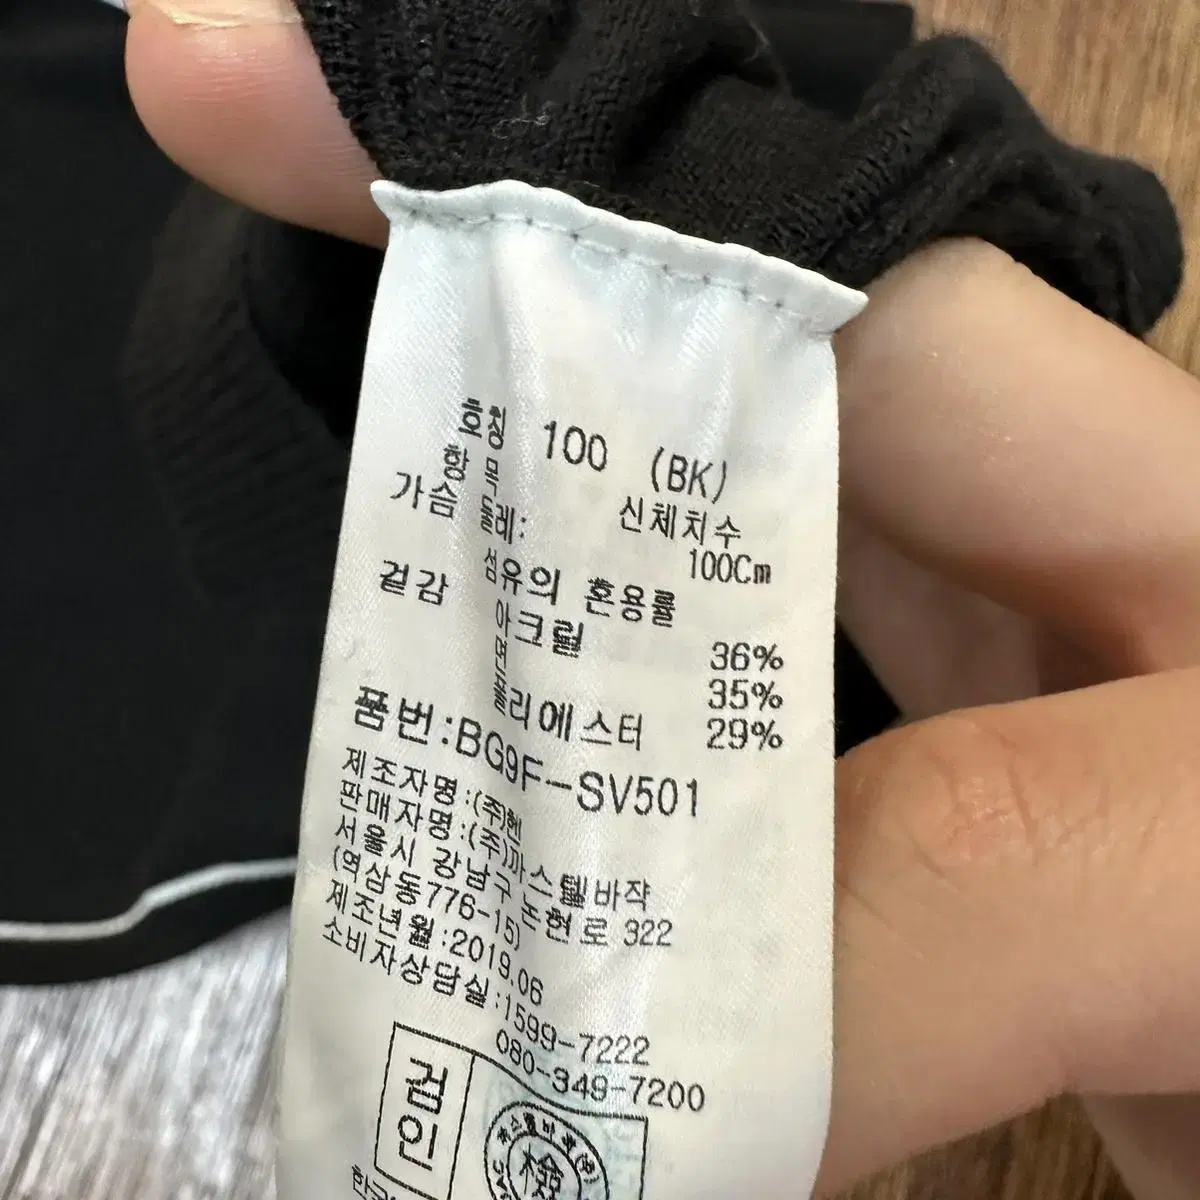 호칭 100 (BK)
항목 신체치수
가슴둘레: 100Cm
섬유의 혼용률
겉감 아크릴 36%
면 35%
폴리에스터 29%
품번:BG9F-SV501
제조자명:(주)헨
판매자명:(주)까스텔바작
서울시 강남구 논현로 322
(역삼동776-15)
제조년월:2019.06
소비자상담실:1599-7222
080-349-7200
검인